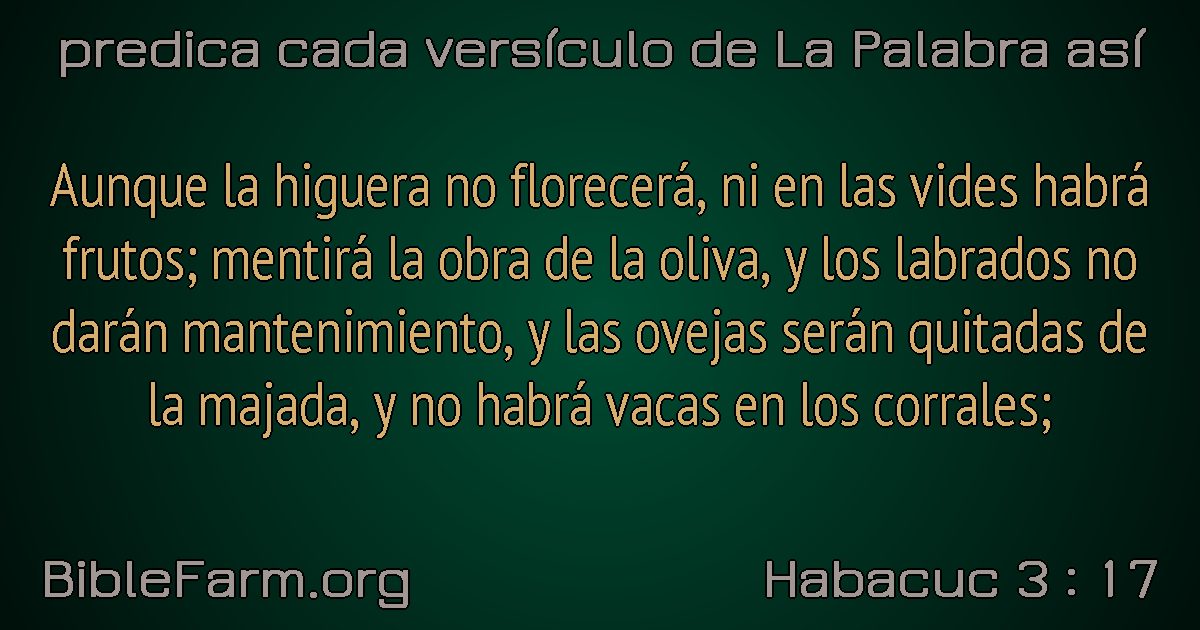 predica cada versículo de La Palabra así
Aunque la higuera no florecerá, ni en las vides habrá
frutos; mentirá la obra de la oliva, y los labrados no
darán mantenimiento, y las ovejas serán quitadas de
la majada, y no habrá vacas en los corrales;
BibleFarm.org
Habacuc 3 : 17